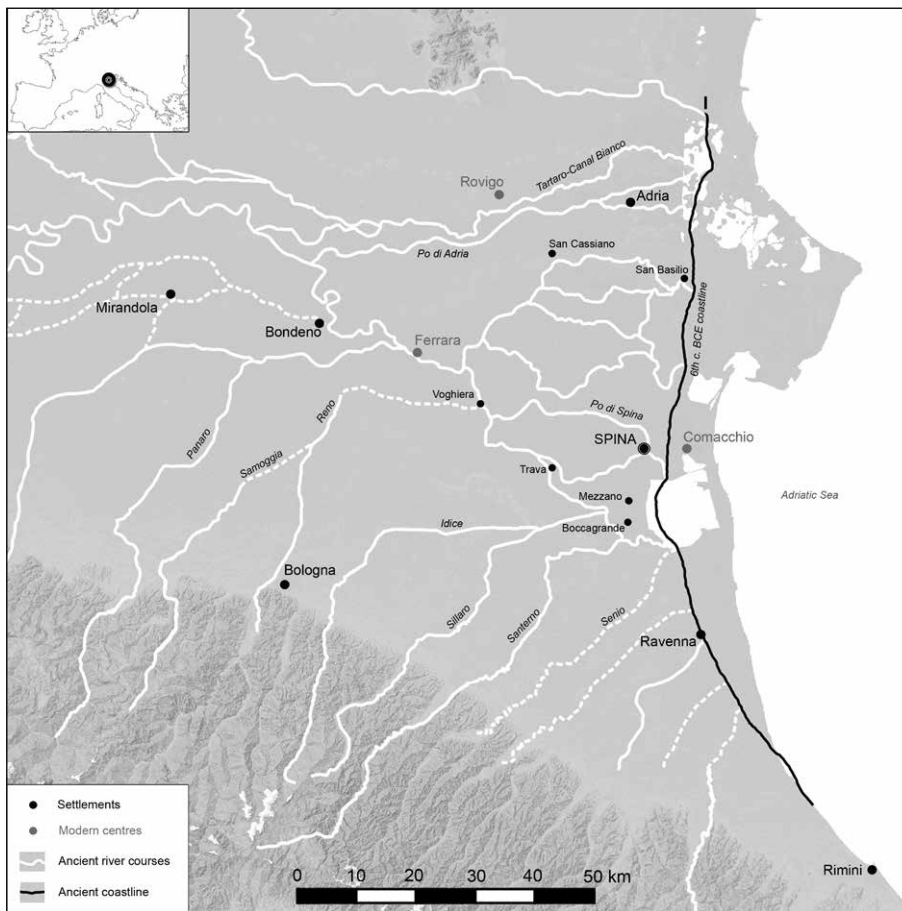 Rovigo
Tartaro-Canal Bianco
Adria
Po di Adria
San Cassiano
San Basilio
Mirandola
Bondeno
Ferrara
6th c. BCE coastline
Voghiera
Po di Spina
Reno
Panaro
Samoggia
SPINA
Comacchio
Trava
Mezzano
Adriatic Sea
Idice
Boccagrande
Bologna
Sillaro
Santerno
Senio
Ravenna
Settlements
Modern centres
Ancient river courses
Ancient coastline
Rimini
0 10 20 30 40 50 km